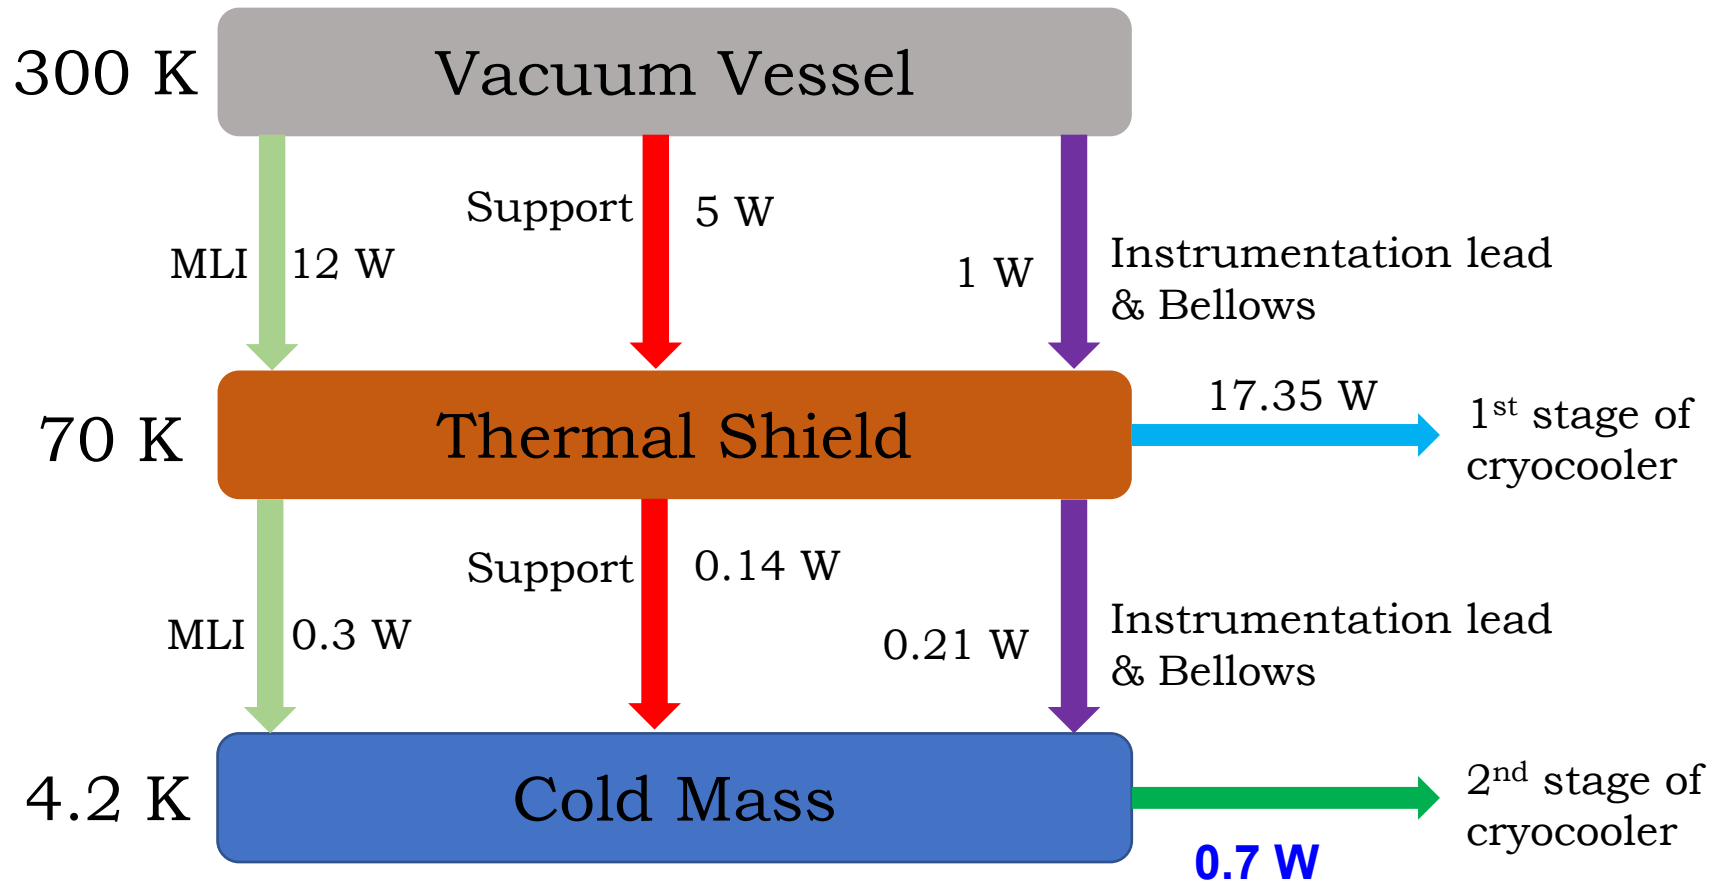 300 K
Vacuum Vessel
Support
5 W
MLI
12 W
1 W
Instrumentation lead
& Bellows
70 K
Thermal Shield
17.35 W
1st stage of
cryocooler
Support
0.14 W
MLI
0.3 W
0.21 W
Instrumentation lead
& Bellows
4.2 K
Cold Mass
2nd stage of
cryocooler
0.7 W